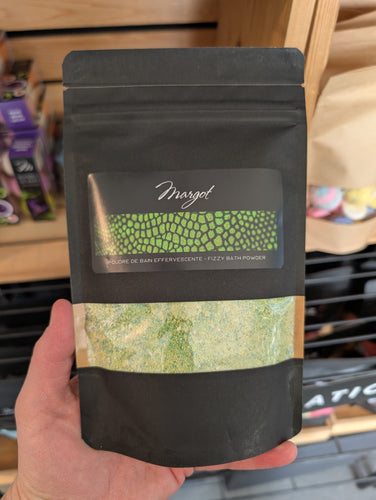 Margot
POUDRE DE BAIN EFFERVESCENTE - FIZZY BATH POWDER